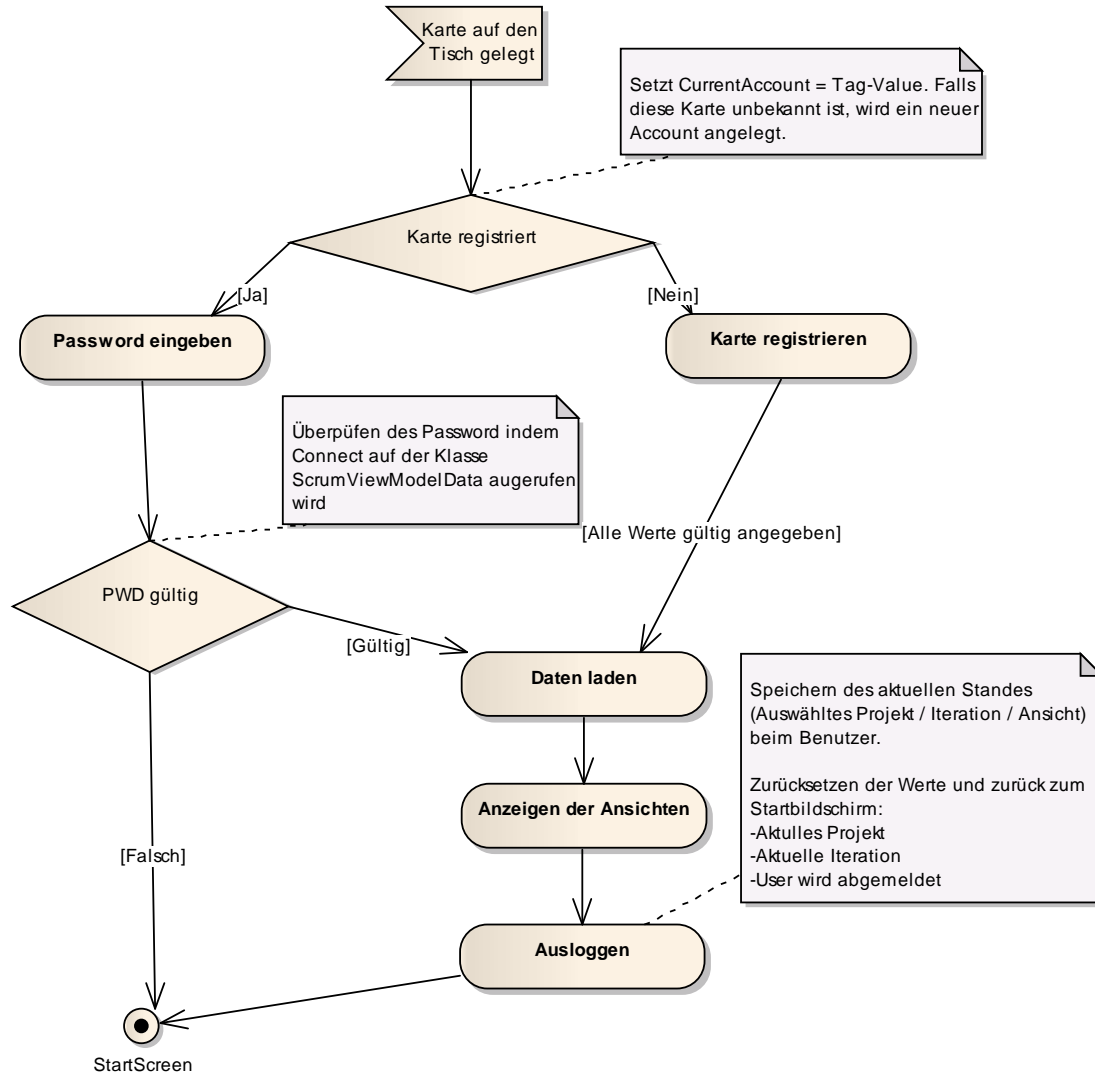 Karte auf den
Tisch gelegt
Setzt CurrentAccount = Tag-Value. Falls
diese Karte unbekannt ist, wird ein neuer
Account angelegt.
Karte registriert
[Ja]
[Nein]
Password eingeben
Karte registrieren
Überpüfen des Password indem
Connect auf der Klasse
ScrumViewModelData augerufen
wird
[Alle Werte gültig angegeben]
PWD gültig
[Gültig]
Daten laden
Speichern des aktuellen Standes
(Auswähltes Projekt / Iteration / Ansicht)
beim Benutzer.
Zurücksetzen der Werte und zurück zum
Startbildschirm:
-Aktulles Projekt
-Aktuelle Iteration
-User wird abgemeldet
Anzeigen der Ansichten
[Falsch]
Ausloggen
StartScreen